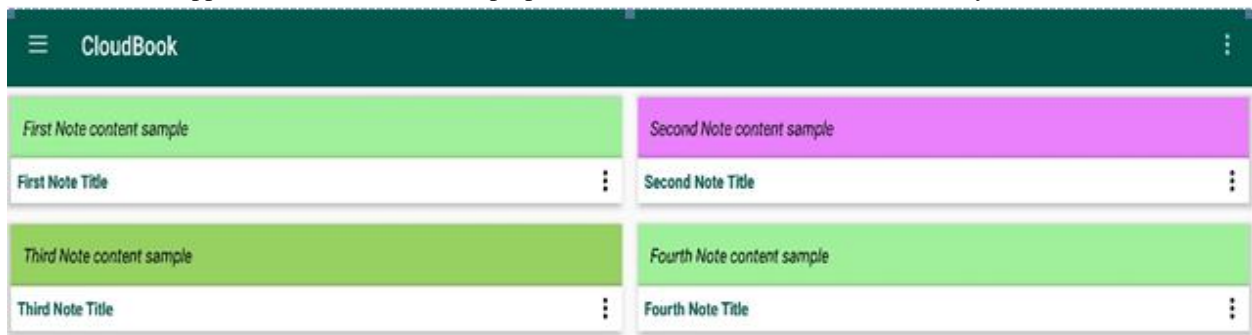 CloudBook
First Note content sample
Second Note content sample
First Note Title
Second Note Title
Third Note content sample
Fourth Note content sample
Third Note Title
Fourth Note Title